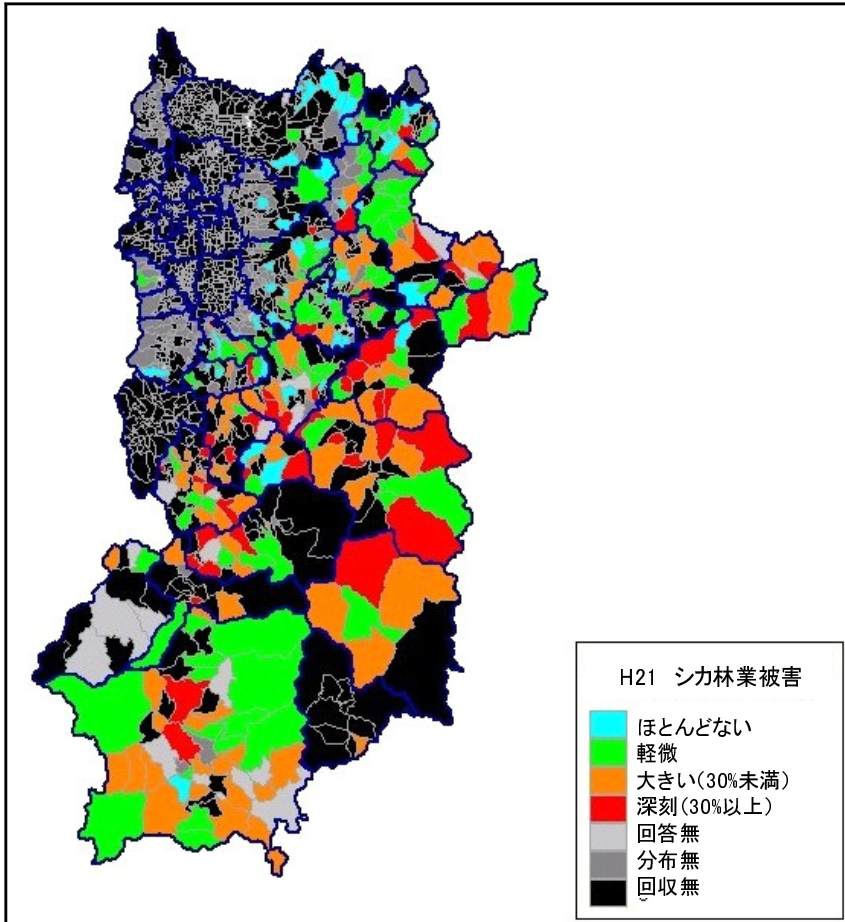 H21 シカ林業被害
ほとんどない
軽微
大きい(30%未満)
深刻(30%以上)
回答無
分布無
回収無